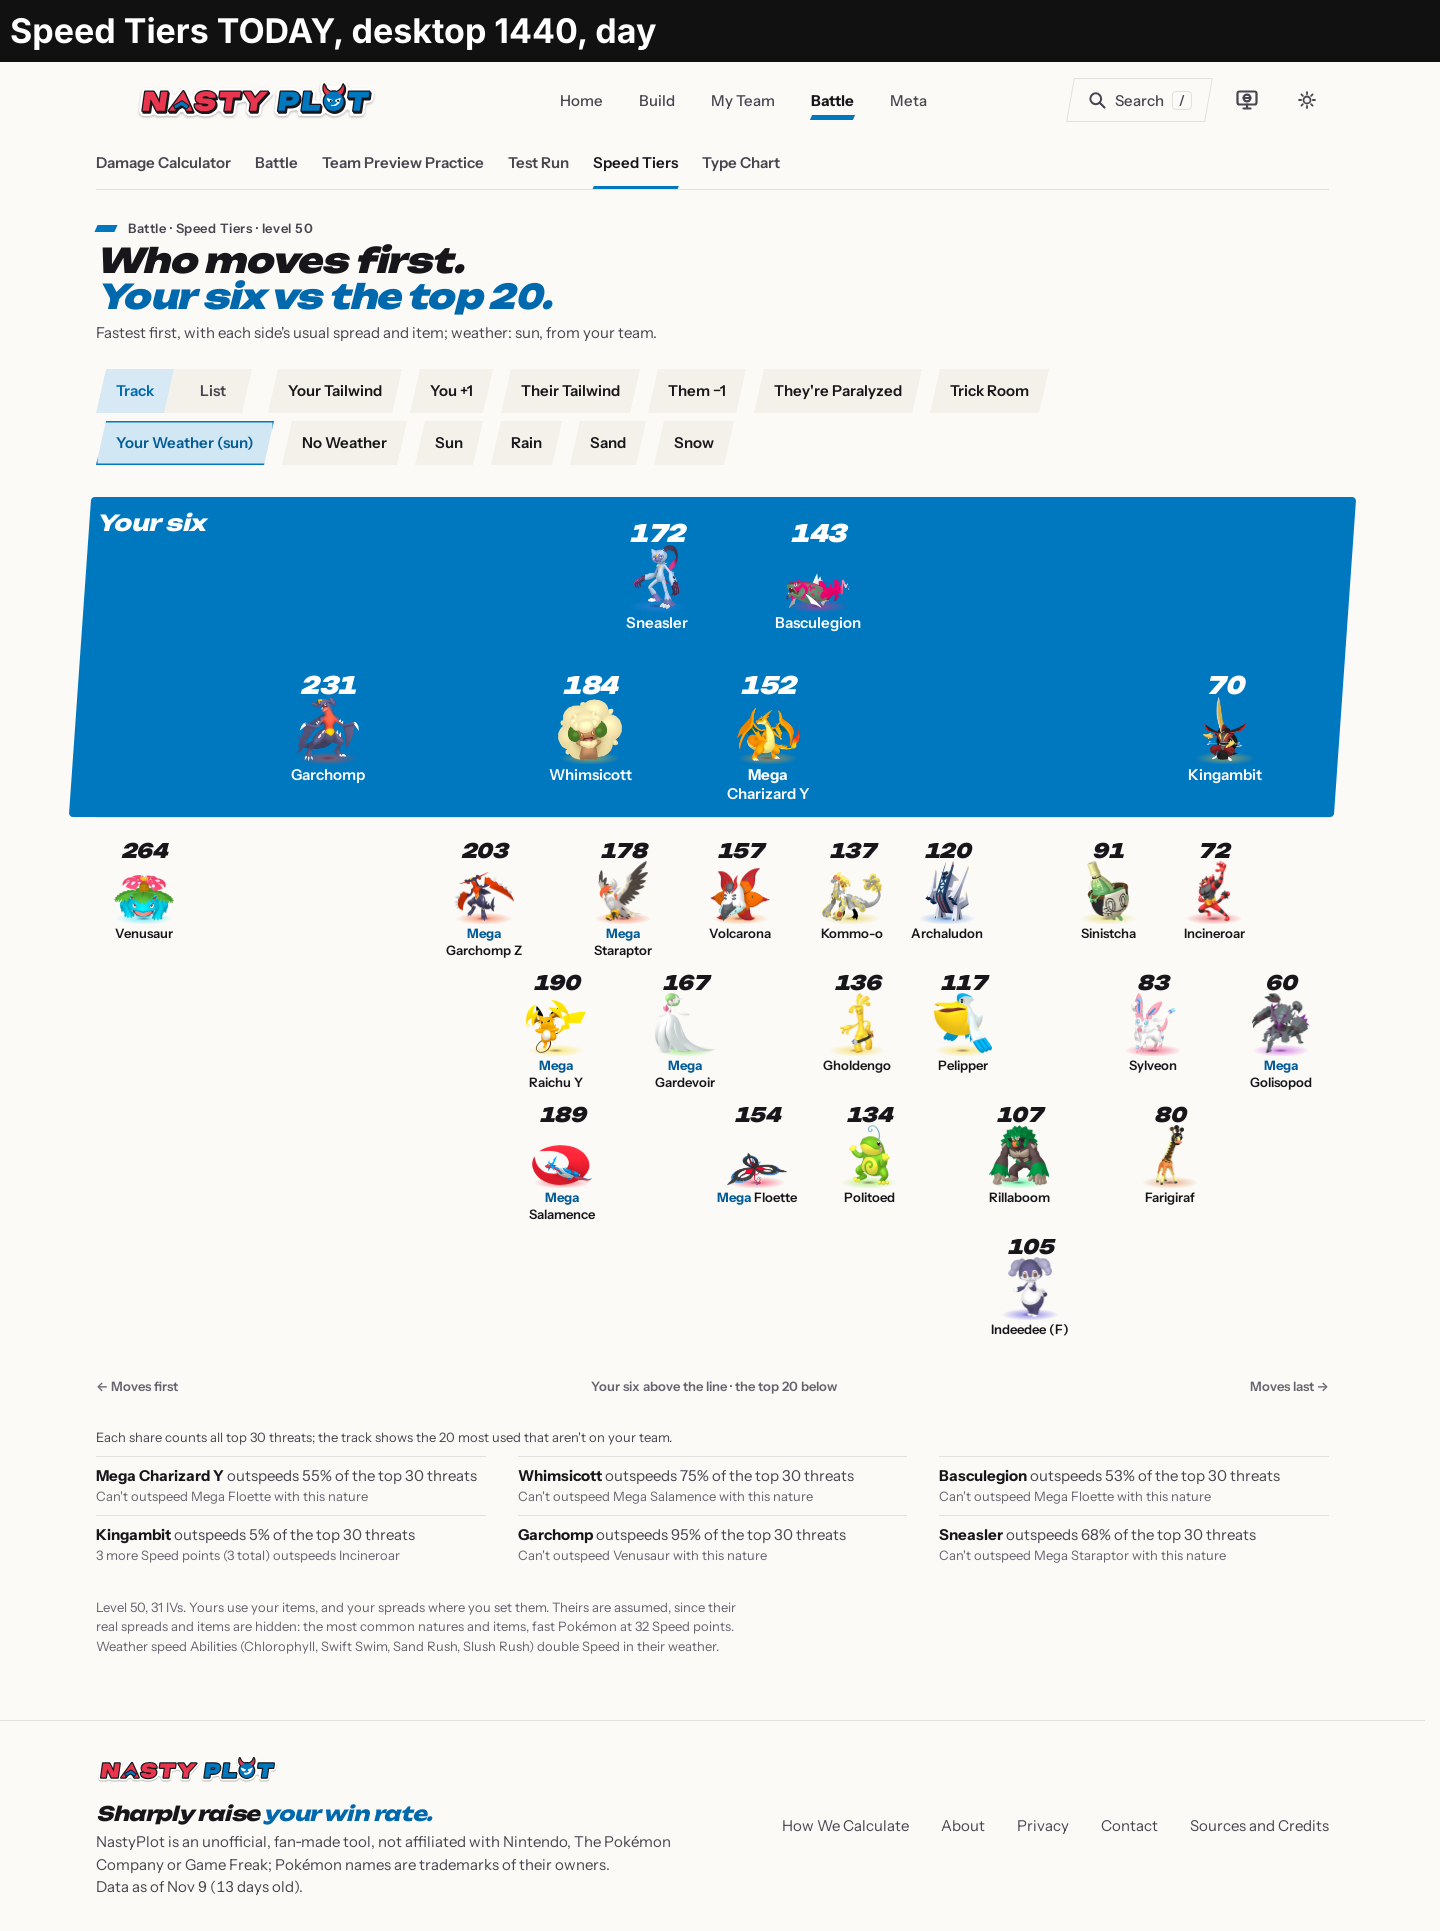 Speed Tiers TODAY, desktop 1440, day
NASTY PLOT
Home Build My Team Battle Meta
Search /
Damage Calculator Battle Team Preview Practice Test Run Speed Tiers Type Chart
Battle · Speed Tiers · level 50
Who moves first.
Your six vs the top 20.
Fastest first, with each side's usual spread and item; weather: sun, from your team.
Track List Your Tailwind You +1 Their Tailwind Them −1 They're Paralyzed Trick Room
Your Weather (sun) No Weather Sun Rain Sand Snow
Your six
172 143
Sneasler Basculegion
231 184 152 70
Garchomp Whimsicott Mega Kingambit
Charizard Y
264 203 178 157 137 120 91 72
Venusaur Mega Mega Volcarona Kommo-o Archaludon Sinistcha Incineroar
Garchomp Z Staraptor
190 167 136 117 83 60
Mega Mega Gholdengo Pelipper Sylveon Mega
Raichu Y Gardevoir Golisopod
189 154 134 107 80
Mega Mega Floette Politoed Rillaboom Farigiraf
Salamence
105
Indeedee (F)
← Moves first Your six above the line · the top 20 below Moves last →
Each share counts all top 30 threats; the track shows the 20 most used that aren't on your team.
Mega Charizard Y outspeeds 55% of the top 30 threats
Can't outspeed Mega Floette with this nature
Whimsicott outspeeds 75% of the top 30 threats
Can't outspeed Mega Salamence with this nature
Basculegion outspeeds 53% of the top 30 threats
Can't outspeed Mega Floette with this nature
Kingambit outspeeds 5% of the top 30 threats
3 more Speed points (3 total) outspeeds Incineroar
Garchomp outspeeds 95% of the top 30 threats
Can't outspeed Venusaur with this nature
Sneasler outspeeds 68% of the top 30 threats
Can't outspeed Mega Staraptor with this nature
Level 50, 31 IVs. Yours use your items, and your spreads where you set them. Theirs are assumed, since their
real spreads and items are hidden: the most common natures and items, fast Pokémon at 32 Speed points.
Weather speed Abilities (Chlorophyll, Swift Swim, Sand Rush, Slush Rush) double Speed in their weather.
NASTY PLOT
Sharply raise your win rate.
NastyPlot is an unofficial, fan-made tool, not affiliated with Nintendo, The Pokémon
Company or Game Freak; Pokémon names are trademarks of their owners.
Data as of Nov 9 (13 days old).
How We Calculate About Privacy Contact Sources and Credits